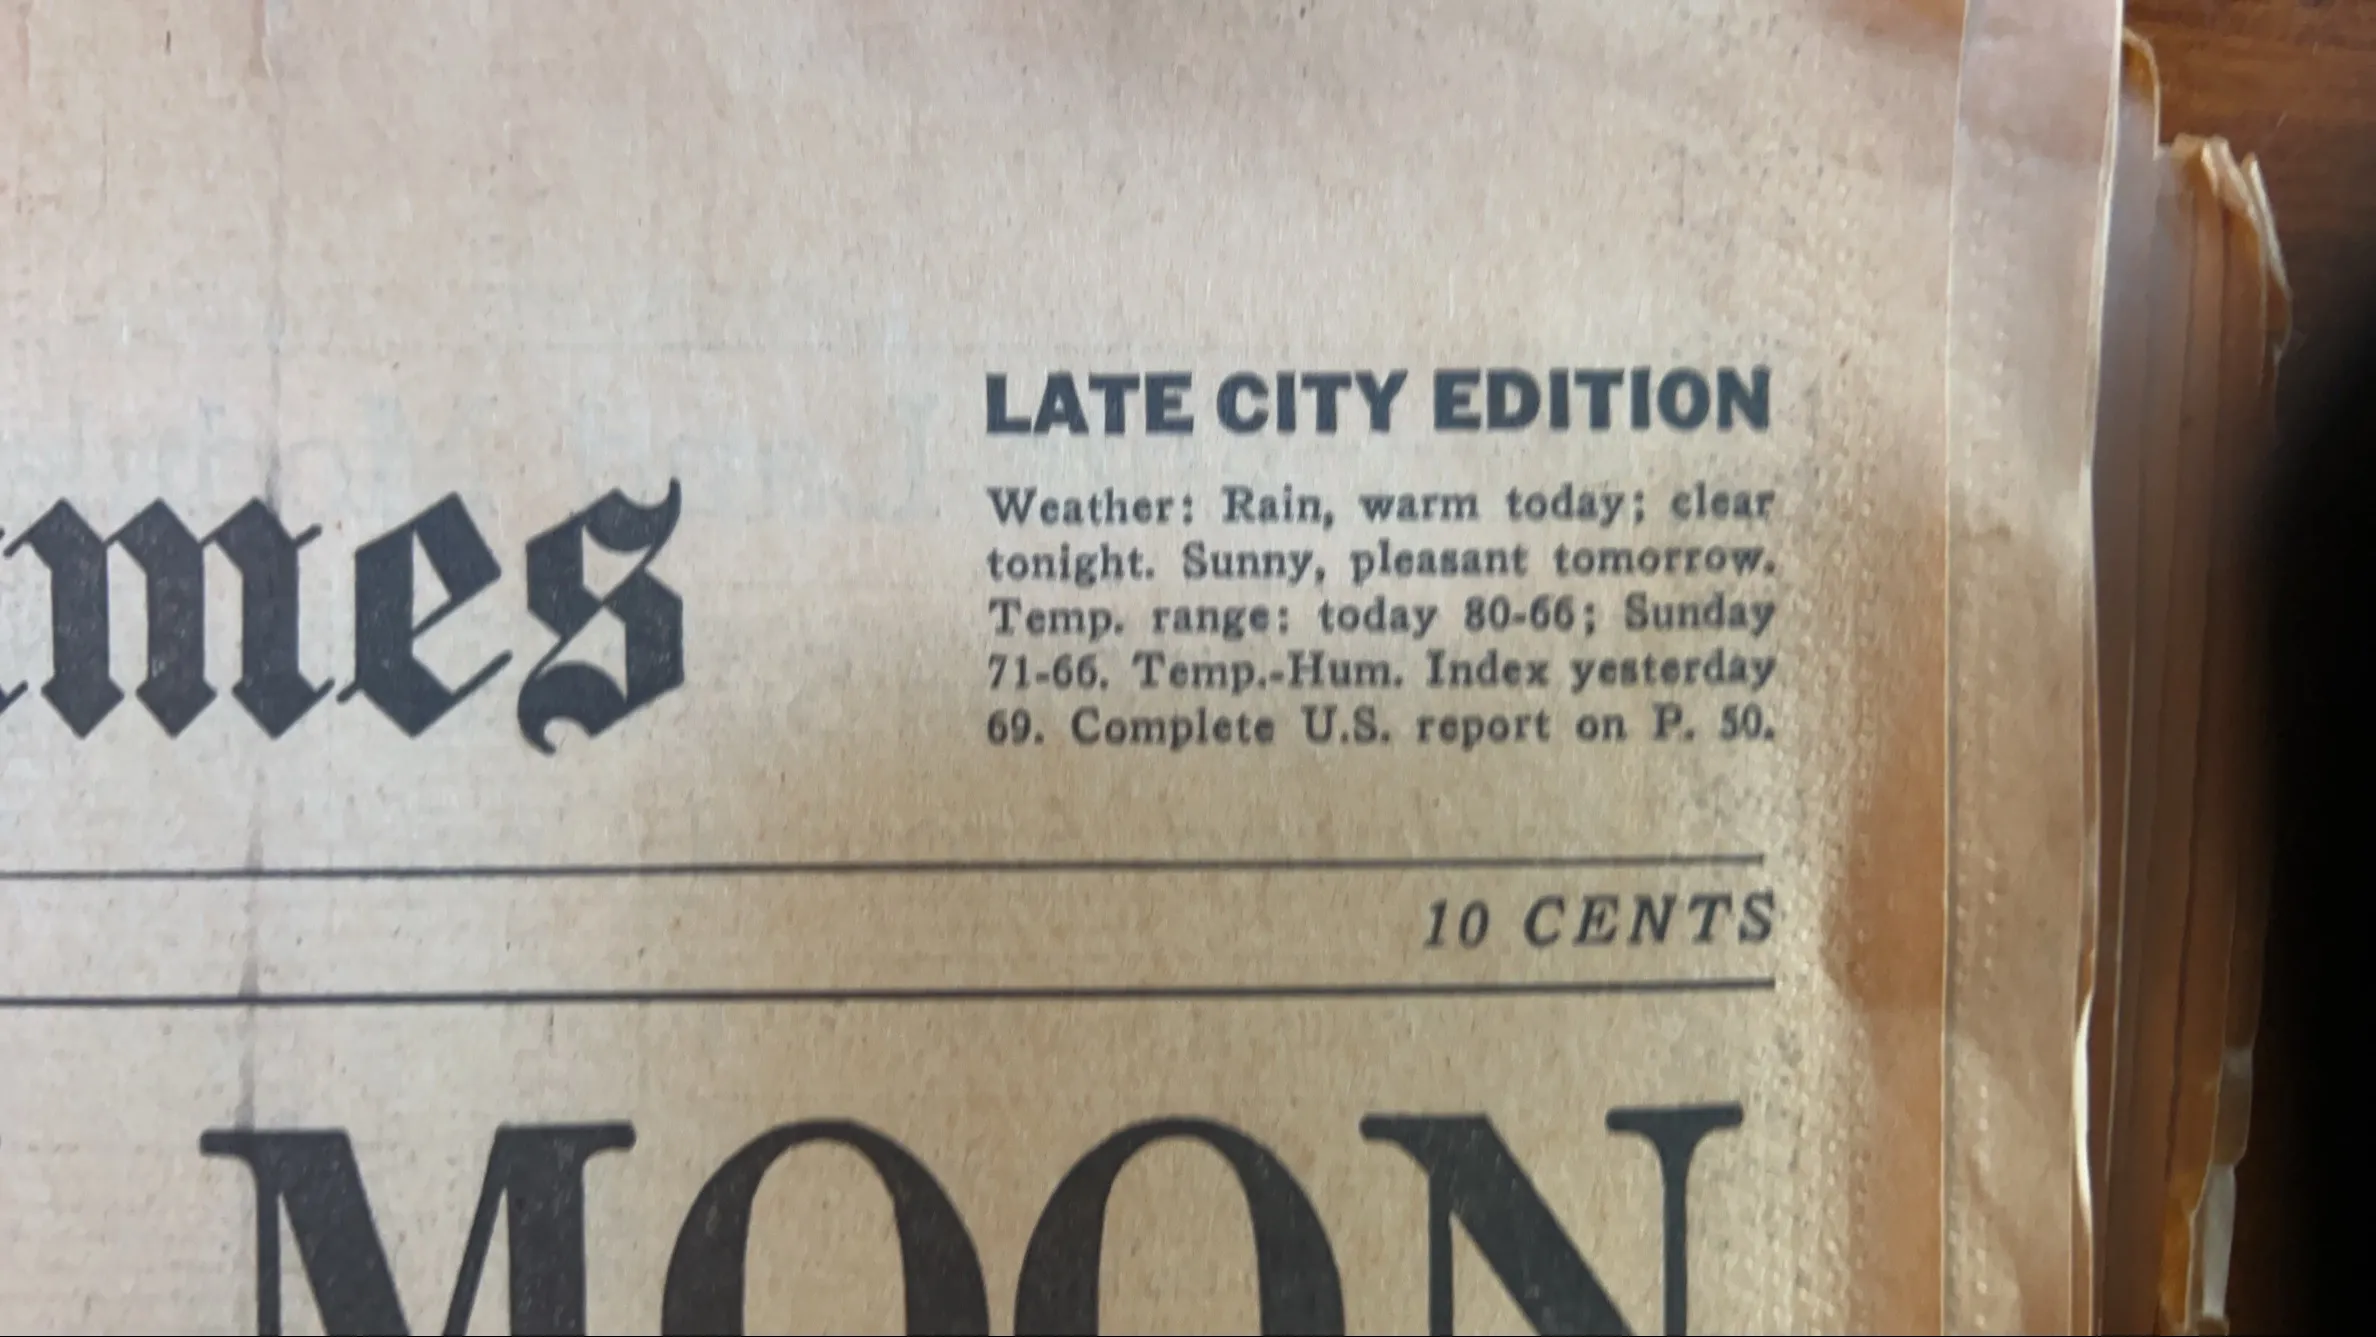 mes
LATE CITY EDITION
Weather: Rain, warm today; clear
tonight. Sunny, pleasant tomorrow.
Temp. range: today 80-66; Sunday
71-66. Temp.-Hum. Index yesterday
69. Complete U.S. report on P. 50.
10 CENTS
MOON